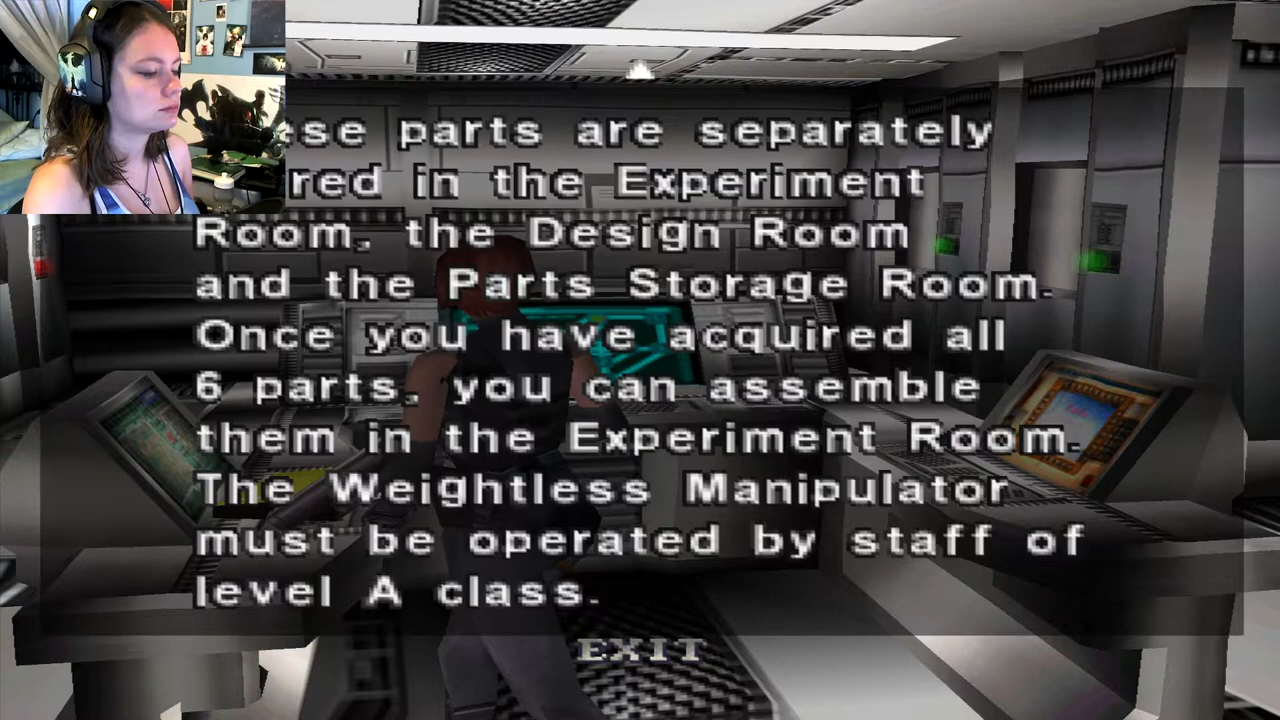 se parts are separately
red in the Experiment
Room, the Design Room
and the Parts Storage Room.
Once you have acquired all
6 parts, you can assemble
them in the Experiment Room.
The Weightless Manipulator
must be operated by staff of
level A class.
EXIT